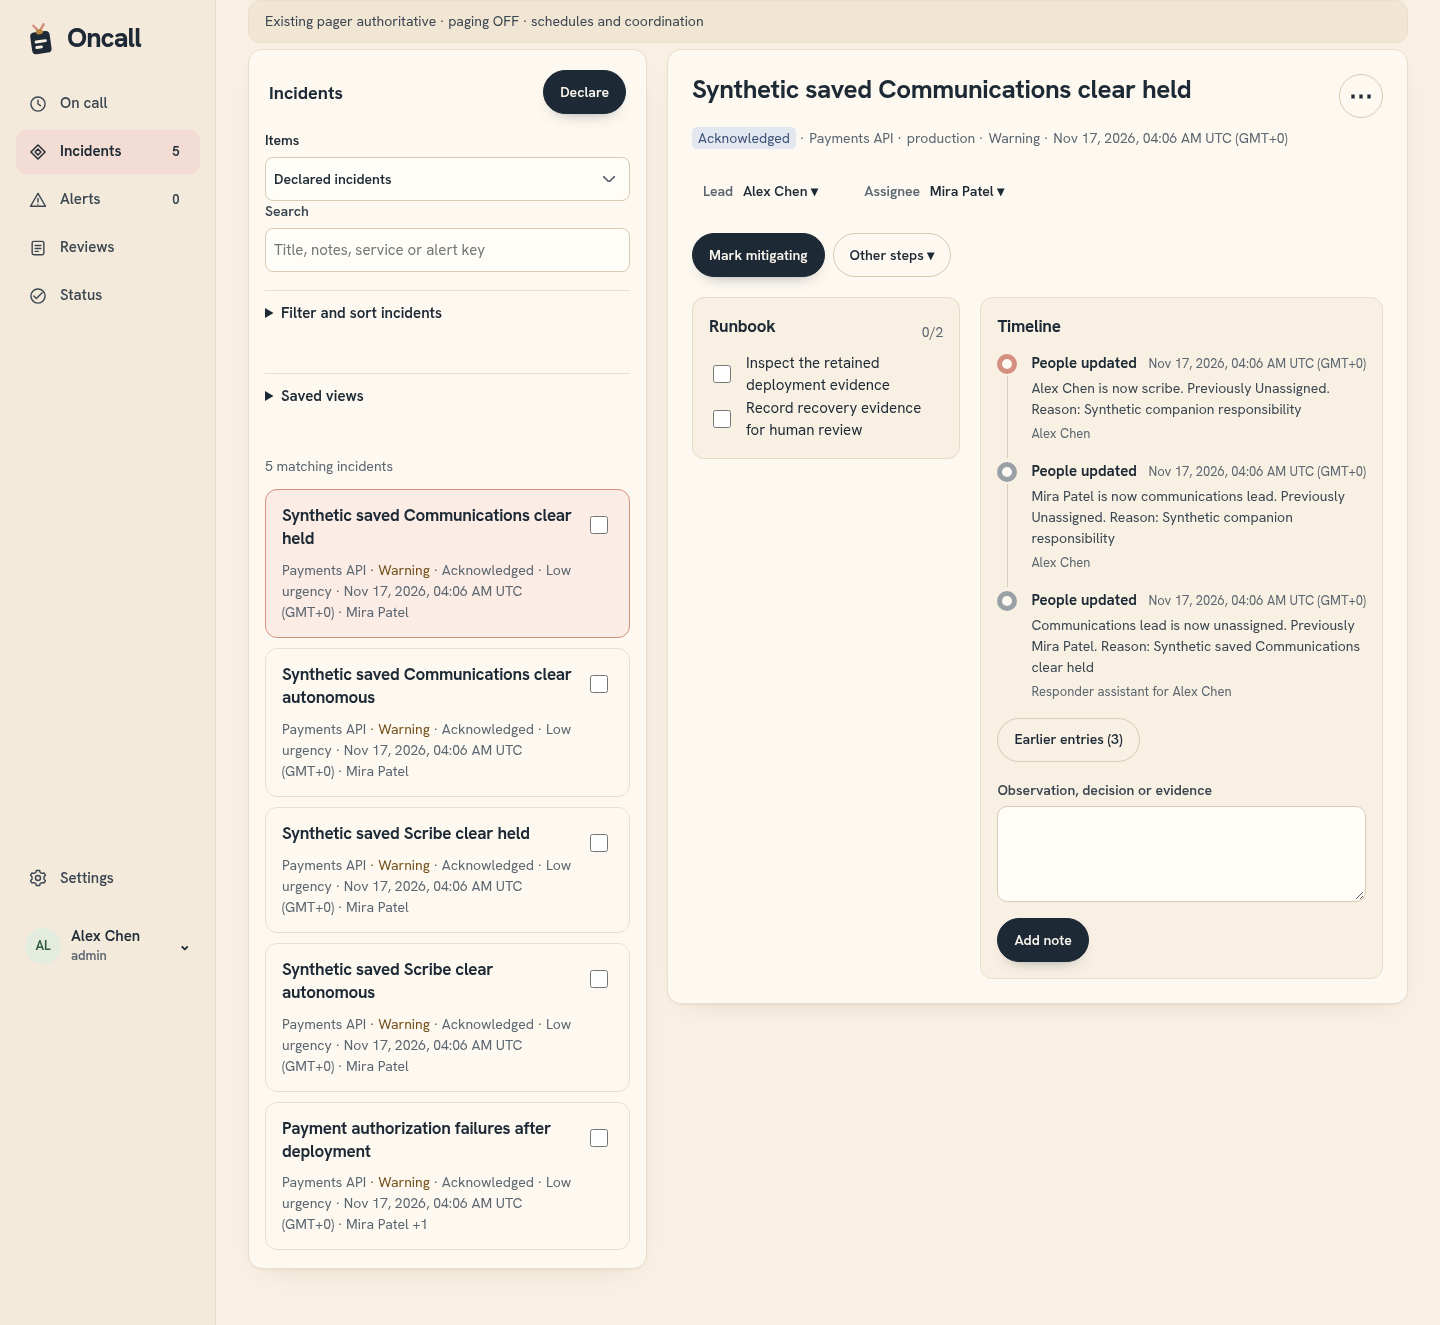 Oncall
On call
Incidents 5
Alerts 0
Reviews
Status
Settings
AL
Alex Chen
admin
Existing pager authoritative · paging OFF · schedules and coordination
Incidents
Declare
Items
Declared incidents
Search
Title, notes, service or alert key
Filter and sort incidents
Saved views
5 matching incidents
Synthetic saved Communications clear
held
Payments API · Warning · Acknowledged · Low
urgency · Nov 17, 2026, 04:06 AM UTC
(GMT+0) · Mira Patel
Synthetic saved Communications clear
autonomous
Payments API · Warning · Acknowledged · Low
urgency · Nov 17, 2026, 04:06 AM UTC
(GMT+0) · Mira Patel
Synthetic saved Scribe clear held
Payments API · Warning · Acknowledged · Low
urgency · Nov 17, 2026, 04:06 AM UTC
(GMT+0) · Mira Patel
Synthetic saved Scribe clear
autonomous
Payments API · Warning · Acknowledged · Low
urgency · Nov 17, 2026, 04:06 AM UTC
(GMT+0) · Mira Patel
Payment authorization failures after
deployment
Payments API · Warning · Acknowledged · Low
urgency · Nov 17, 2026, 04:06 AM UTC
(GMT+0) · Mira Patel +1
Synthetic saved Communications clear held
Acknowledged · Payments API · production · Warning · Nov 17, 2026, 04:06 AM UTC (GMT+0)
Lead Alex Chen ▾ Assignee Mira Patel ▾
Mark mitigating
Other steps ▾
Runbook 0/2
Inspect the retained
deployment evidence
Record recovery evidence
for human review
Timeline
People updated Nov 17, 2026, 04:06 AM UTC (GMT+0)
Alex Chen is now scribe. Previously Unassigned.
Reason: Synthetic companion responsibility
Alex Chen
People updated Nov 17, 2026, 04:06 AM UTC (GMT+0)
Mira Patel is now communications lead. Previously
Unassigned. Reason: Synthetic companion
responsibility
Alex Chen
People updated Nov 17, 2026, 04:06 AM UTC (GMT+0)
Communications lead is now unassigned. Previously
Mira Patel. Reason: Synthetic saved Communications
clear held
Responder assistant for Alex Chen
Earlier entries (3)
Observation, decision or evidence
Add note